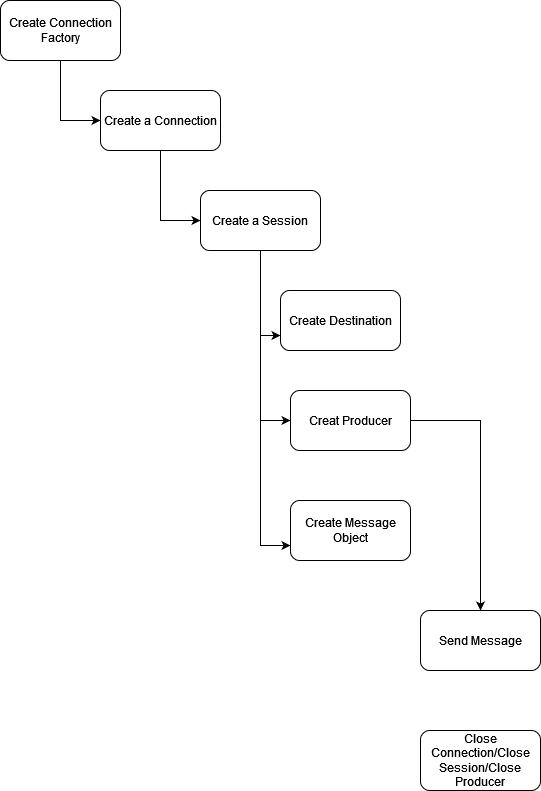 Create Connection
Factory
Create a Connection
Create a Session
Create Destination
Creat Producer
Create Message
Object
Send Message
Close
Connection/Close
Session/Close
Producer